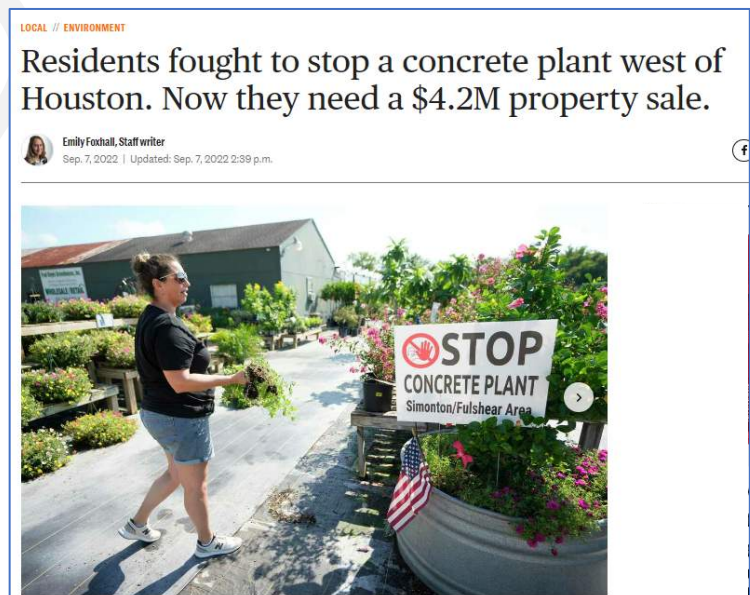 LOCAL // ENVIRONMENT
Residents fought to stop a concrete plant west of
Houston. Now they need a $4.2M property sale.
Emily Foxhall, Staff writer
Sep. 7, 2022 | Updated: Sep. 7, 2022 2:39 p.m.
f
WHOLESALE/RETAIL
STOP
CONCRETE PLANT
Simonton/Fulshear Area